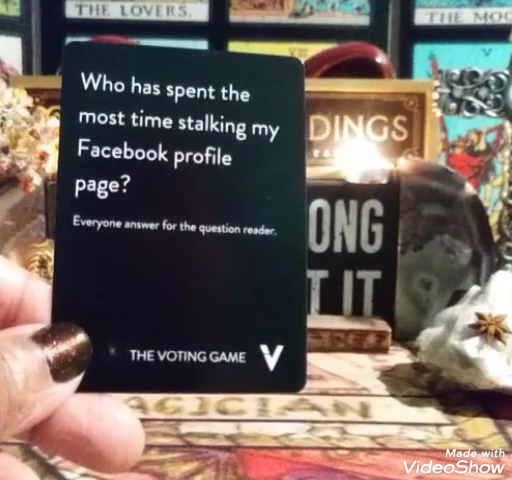 THE LOVERS.
THE MOO
VIII
V
Who has spent the
most time stalking my
Facebook profile
page?
Everyone answer for the question reader.
THE VOTING GAME V
DINGS
ONG
T IT
AGICIAN
Made with
VideoShow